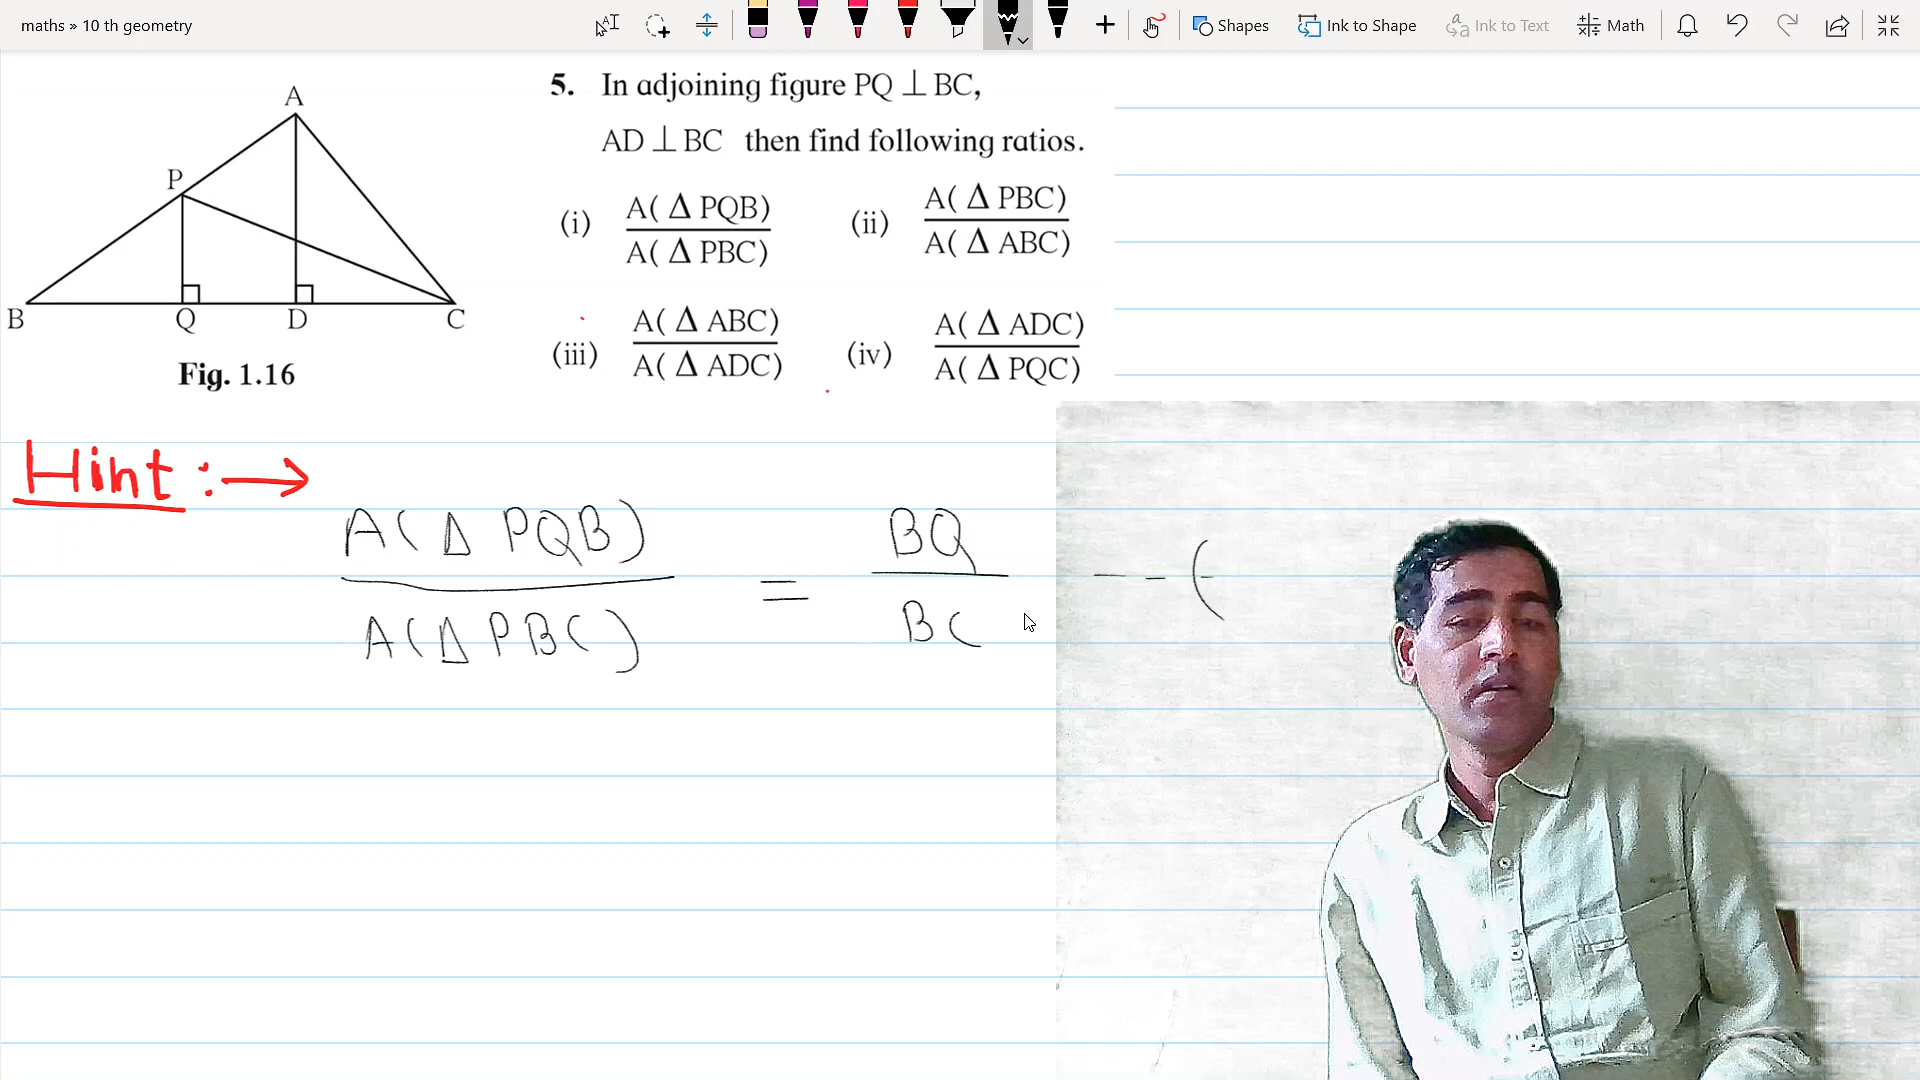 maths » 10 th geometry
Shapes
Ink to Shape
Ink to Text
Math
A
P
B
Q
D
C
Fig. 1.16
5. In adjoining figure PQ ⊥ BC,
AD ⊥ BC then find following ratios.
(i) A( Δ PQB) / A( Δ PBC)
(ii) A( Δ PBC) / A( Δ ABC)
(iii) A( Δ ABC) / A( Δ ADC)
(iv) A( Δ ADC) / A( Δ PQC)
Hint :→
A( Δ PQB) / A( Δ PBC) = BQ / BC -- (